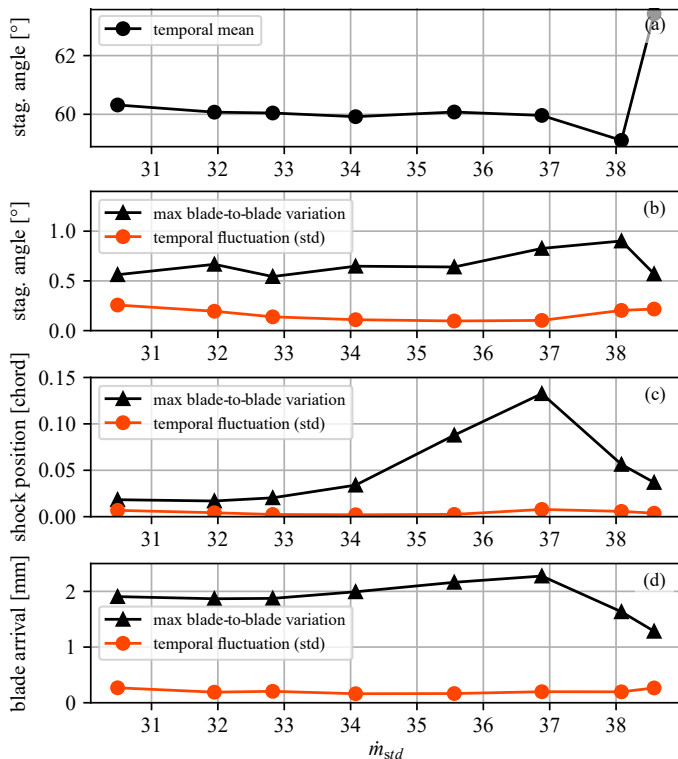 (a)
temporal mean
stag. angle [°]
62
60
31 32 33 34 35 36 37 38
(b)
max blade-to-blade variation
temporal fluctuation (std)
stag. angle [°]
1.0
0.5
0.0
31 32 33 34 35 36 37 38
(c)
max blade-to-blade variation
temporal fluctuation (std)
shock position [chord]
0.15
0.10
0.05
0.00
31 32 33 34 35 36 37 38
(d)
max blade-to-blade variation
temporal fluctuation (std)
blade arrival [mm]
2
1
0
31 32 33 34 35 36 37 38
ṁ_std